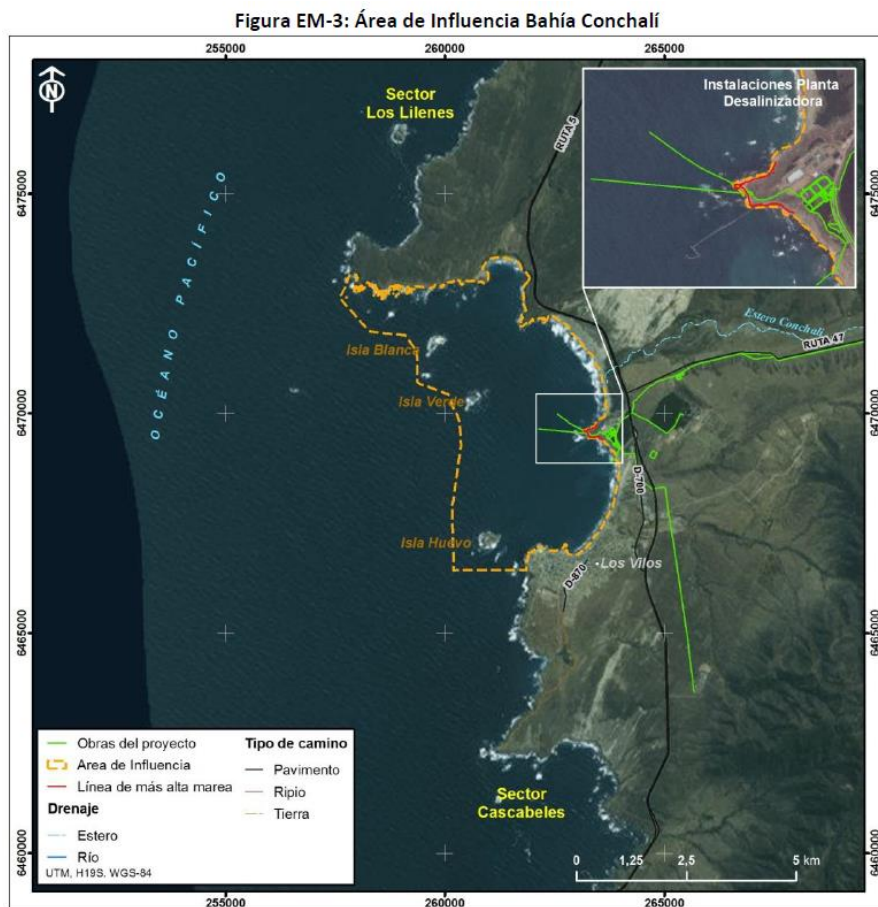 Figura EM-3: Área de Influencia Bahía Conchalí
255000
260000
265000
N
Sector
Los Lilenes
RUTA 5
Instalaciones Planta
Desalinizadora
6475000
6475000
OCÉANO PACÍFICO
Estero Conchalí
RUTA 47
Isla Blanca
Isla Verde
6470000
6470000
D-700
Isla Huevo
Los Vilos
D-870
6465000
6465000
Obras del proyecto
Area de Influencia
Línea de más alta marea
Drenaje
Estero
Río
UTM, H19S. WGS-84
Tipo de camino
Pavimento
Ripio
Tierra
Sector
Cascabeles
6460000
6460000
0 1,25 2,5 5 km
255000
260000
265000